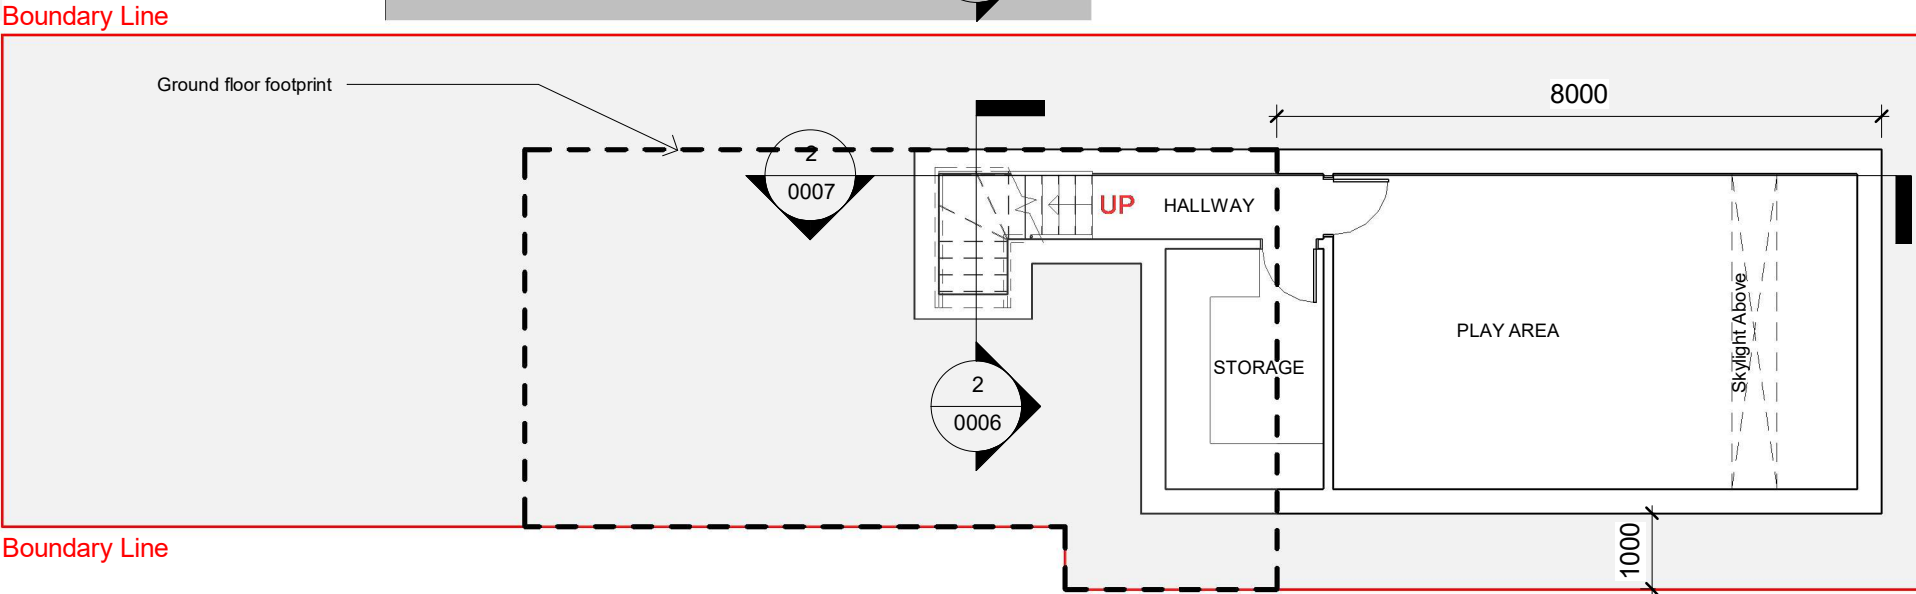 Boundary Line
Ground floor footprint
8000
2
0007
UP
HALLWAY
Skylight Above
PLAY AREA
STORAGE
2
0006
Boundary Line
1000